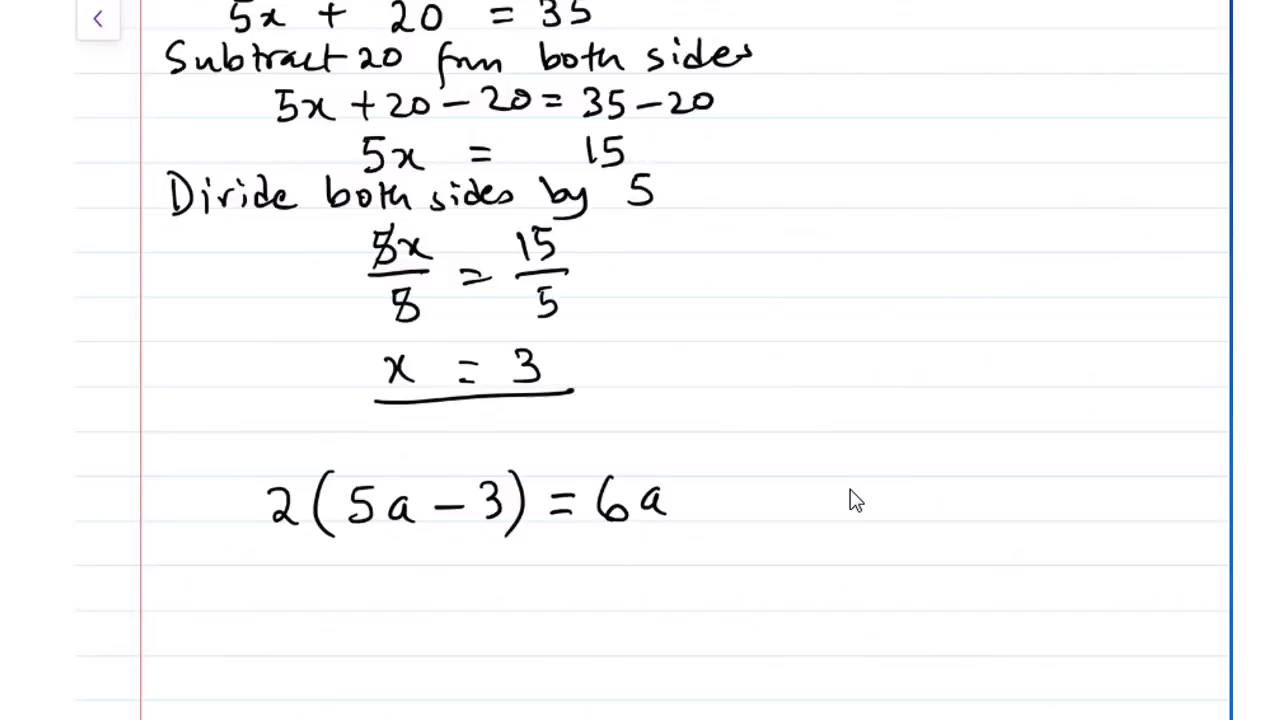 5x + 20 = 35
Subtract 20 from both sides
5x + 20 - 20 = 35 - 20
5x = 15
Divide both sides by 5
5x/5 = 15/5
x = 3
2(5a - 3) = 6a